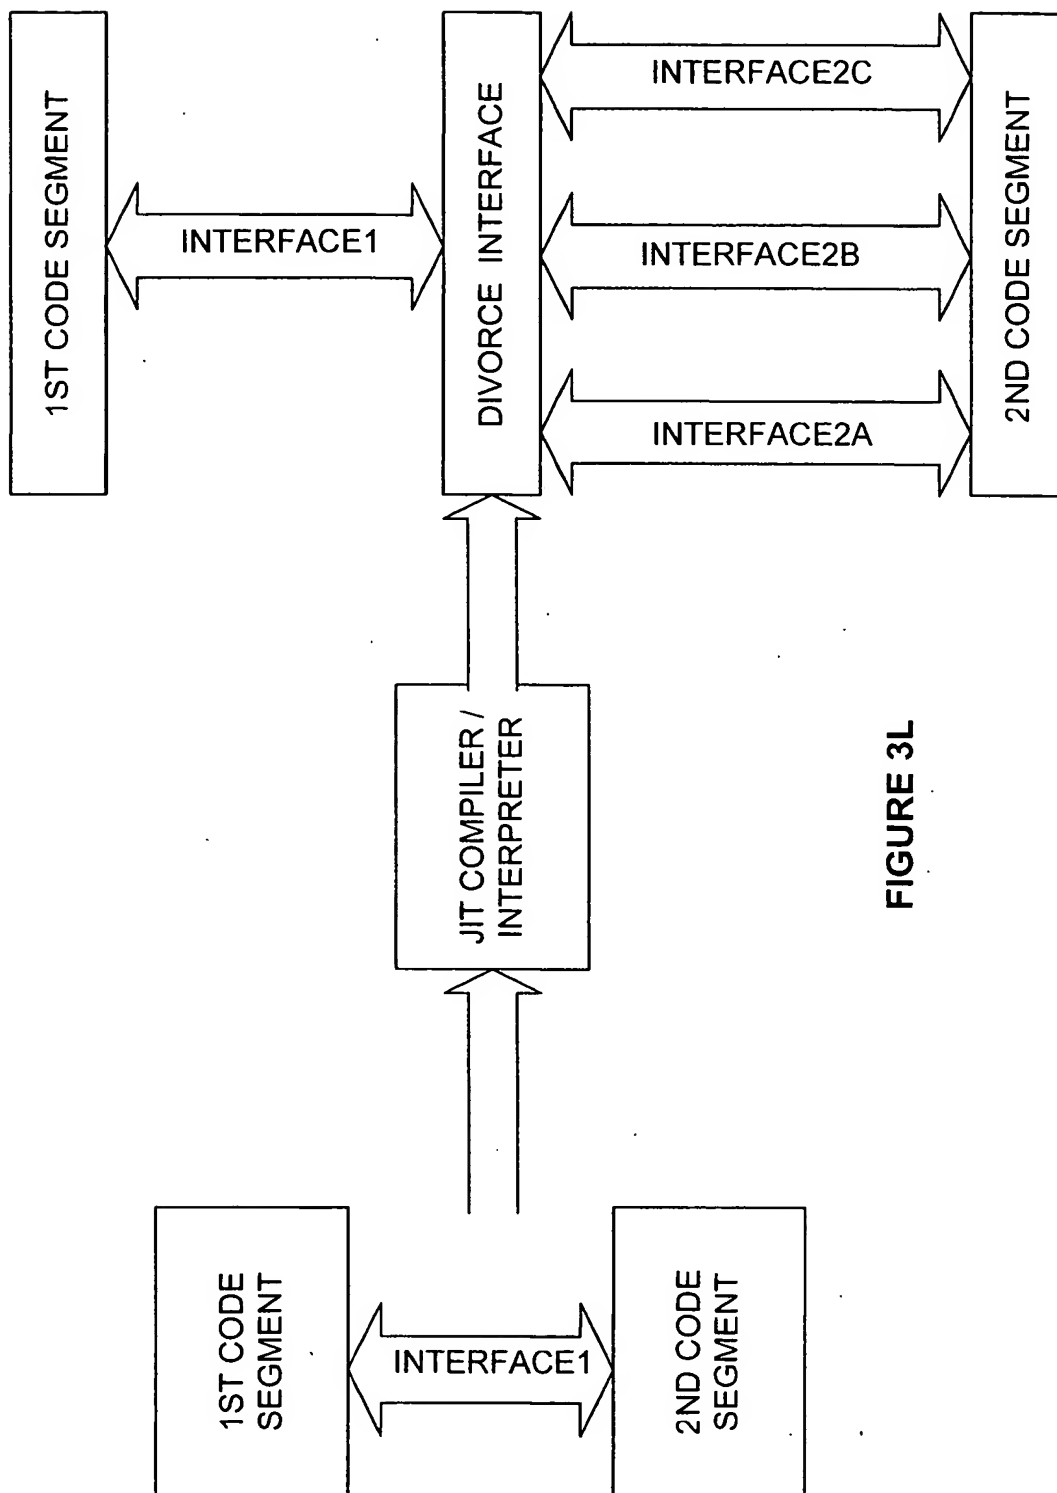 1ST CODE SEGMENT
INTERFACE1
DIVORCE INTERFACE
INTERFACE2A
INTERFACE2B
INTERFACE2C
2ND CODE SEGMENT
JIT COMPILER /
INTERPRETER
1ST CODE
SEGMENT
INTERFACE1
2ND CODE
SEGMENT
FIGURE 3L